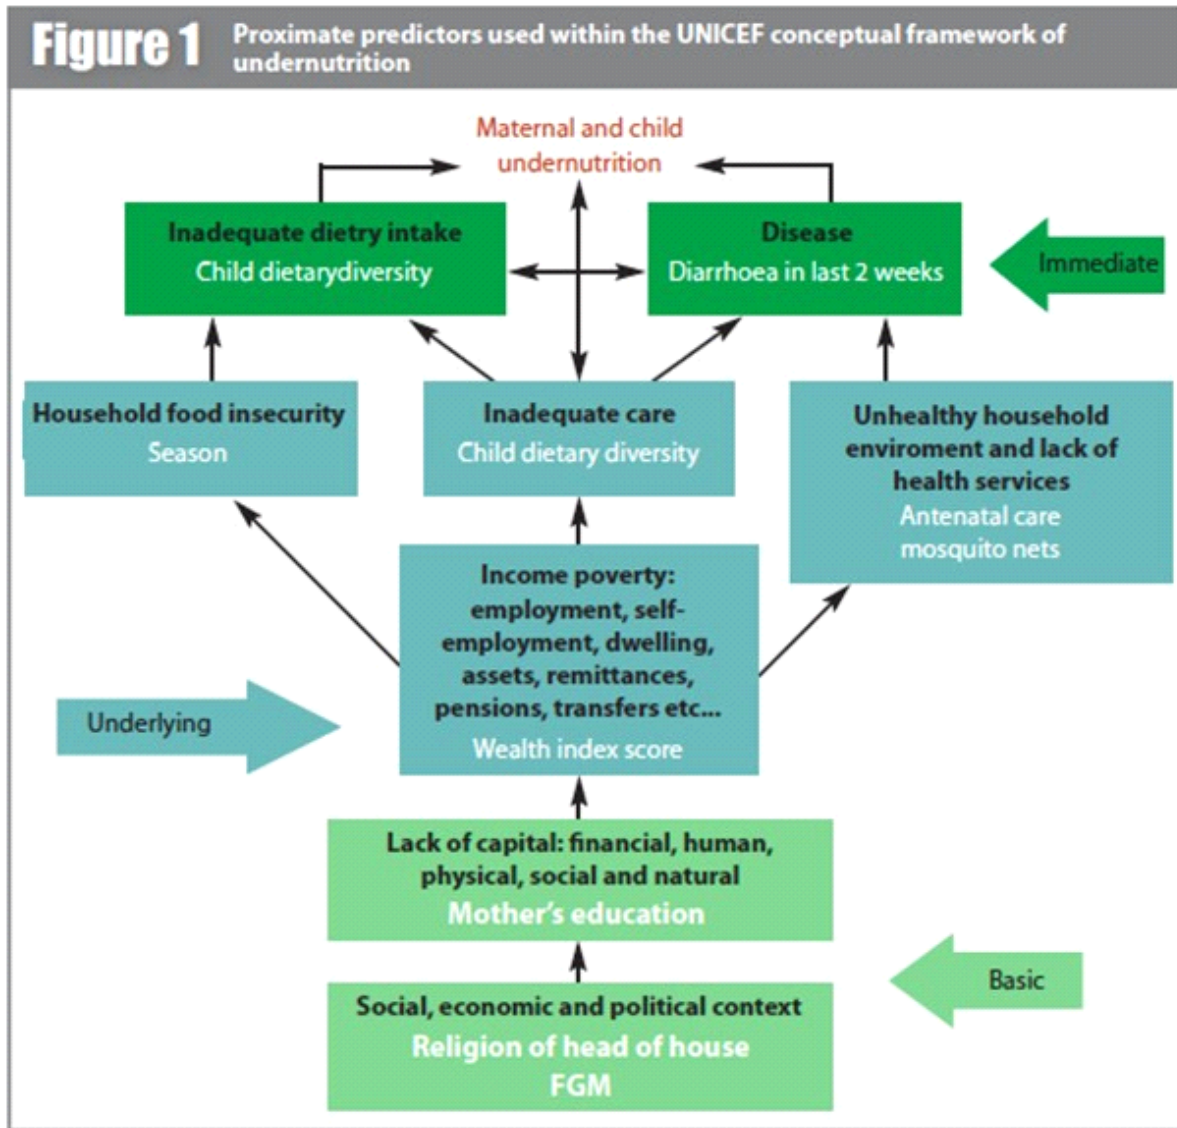 Figure 1
Proximate predictors used within the UNICEF conceptual framework of
undernutrition
Maternal and child
undernutrition
Inadequate dietry intake
Child dietarydiversity
Disease
Diarrhoea in last 2 weeks
Immediate
Household food insecurity
Season
Inadequate care
Child dietary diversity
Unhealthy household
enviroment and lack of
health services
Antenatal care
mosquito nets
Income poverty:
employment, self-
employment, dwelling,
assets, remittances,
pensions, transfers etc...
Wealth index score
Underlying
Lack of capital: financial, human,
physical, social and natural
Mother's education
Social, economic and political context
Religion of head of house
FGM
Basic